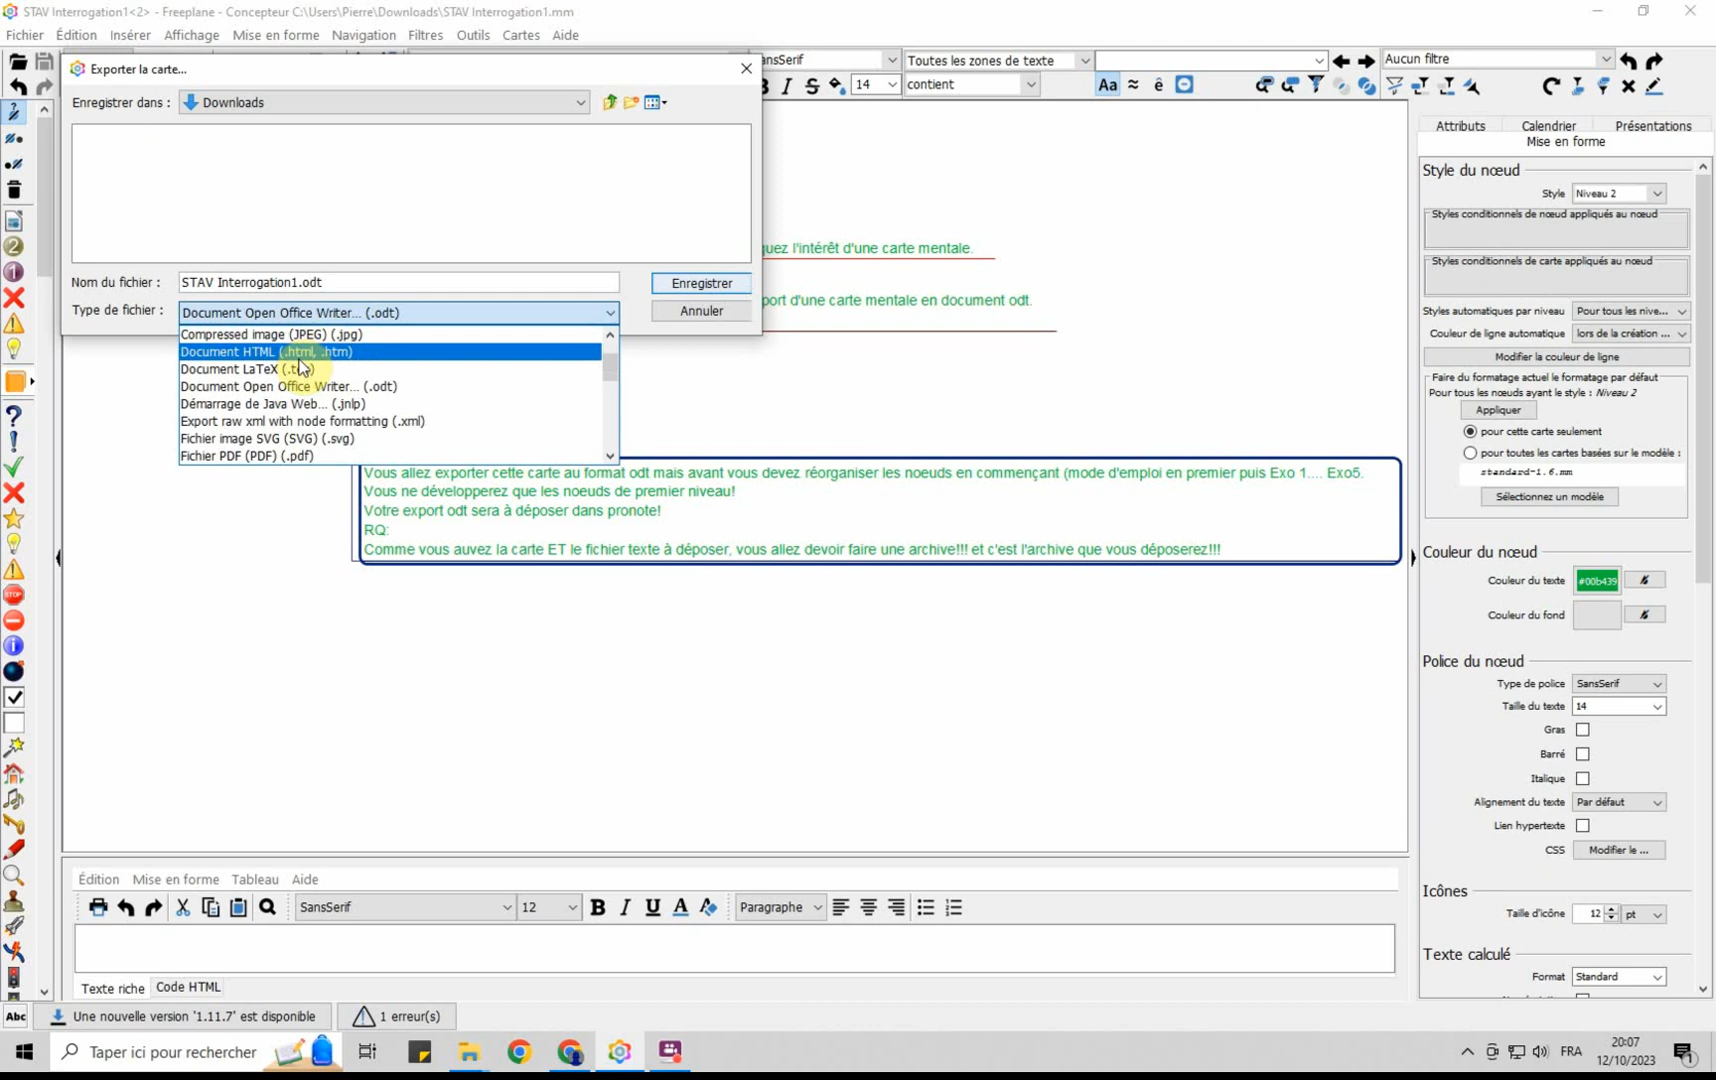 STAV Interrogation1<2> - Freeplane - Concepteur C:\Users\Pierre\Downloads\STAV Interrogation1.mm
Fichier Édition Insérer Affichage Mise en forme Navigation Filtres Outils Cartes Aide
Exporter la carte...
SansSerif
Toutes les zones de texte
Aucun filtre
14
contient
Aa ≈ ê
Enregistrer dans : Downloads
Nom du fichier : STAV Interrogation1.odt
Enregistrer
Type de fichier : Document Open Office Writer... (.odt)
Annuler
Compressed image (JPEG) (.jpg)
Document HTML (.html, .htm)
Document LaTeX
Document Open Office Writer... (.odt)
Démarrage de Java Web... (.jnlp)
Export raw xml with node formatting (.xml)
Fichier image SVG (SVG) (.svg)
Fichier PDF (PDF) (.pdf)
l'intérêt d'une carte mentale.
d'une carte mentale en document odt.
Vous allez exporter cette carte au format odt mais avant vous devez réorganiser les noeuds en commençant (mode d'emploi en premier puis Exo 1.... Exo5.
Vous ne développerez que les noeuds de premier niveau!
Votre export odt sera à déposer dans pronote!
RQ:
Comme vous auvez la carte ET le fichier texte à déposer, vous allez devoir faire une archive!!! et c'est l'archive que vous déposerez!!!
Attributs Calendrier Présentations
Mise en forme
Style du nœud
Style Niveau 2
Styles conditionnels de nœud appliqués au nœud
Styles conditionnels de carte appliqués au nœud
Styles automatiques par niveau Pour tous les nive...
Couleur de ligne automatique lors de la création ...
Modifier la couleur de ligne
Faire du formatage actuel le formatage par défaut
Pour tous les nœuds ayant le style : Niveau 2
Appliquer
pour cette carte seulement
pour toutes les cartes basées sur le modèle :
standard-1.6.mm
Sélectionnez un modèle
Couleur du nœud
Couleur du texte #00b439
Couleur du fond
Police du nœud
Type de police SansSerif
Taille du texte 14
Gras
Barré
Italique
Alignement du texte Par défaut
Lien hypertexte
CSS Modifier le ...
Icônes
Taille d'icône 12 pt
Texte calculé
Format Standard
Édition Mise en forme Tableau Aide
SansSerif 12 B I U A Paragraphe
Texte riche Code HTML
Abc Une nouvelle version '1.11.7' est disponible 1 erreur(s)
Taper ici pour rechercher
FRA
20:07
12/10/2023
1